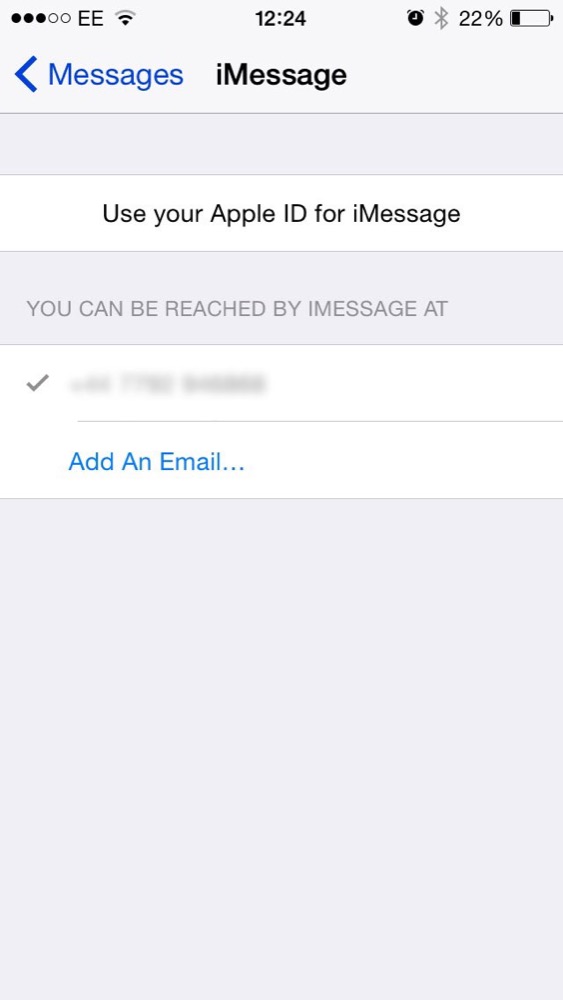 EE 12:24 22%
Messages iMessage
Use your Apple ID for iMessage
YOU CAN BE REACHED BY IMESSAGE AT
Add An Email...